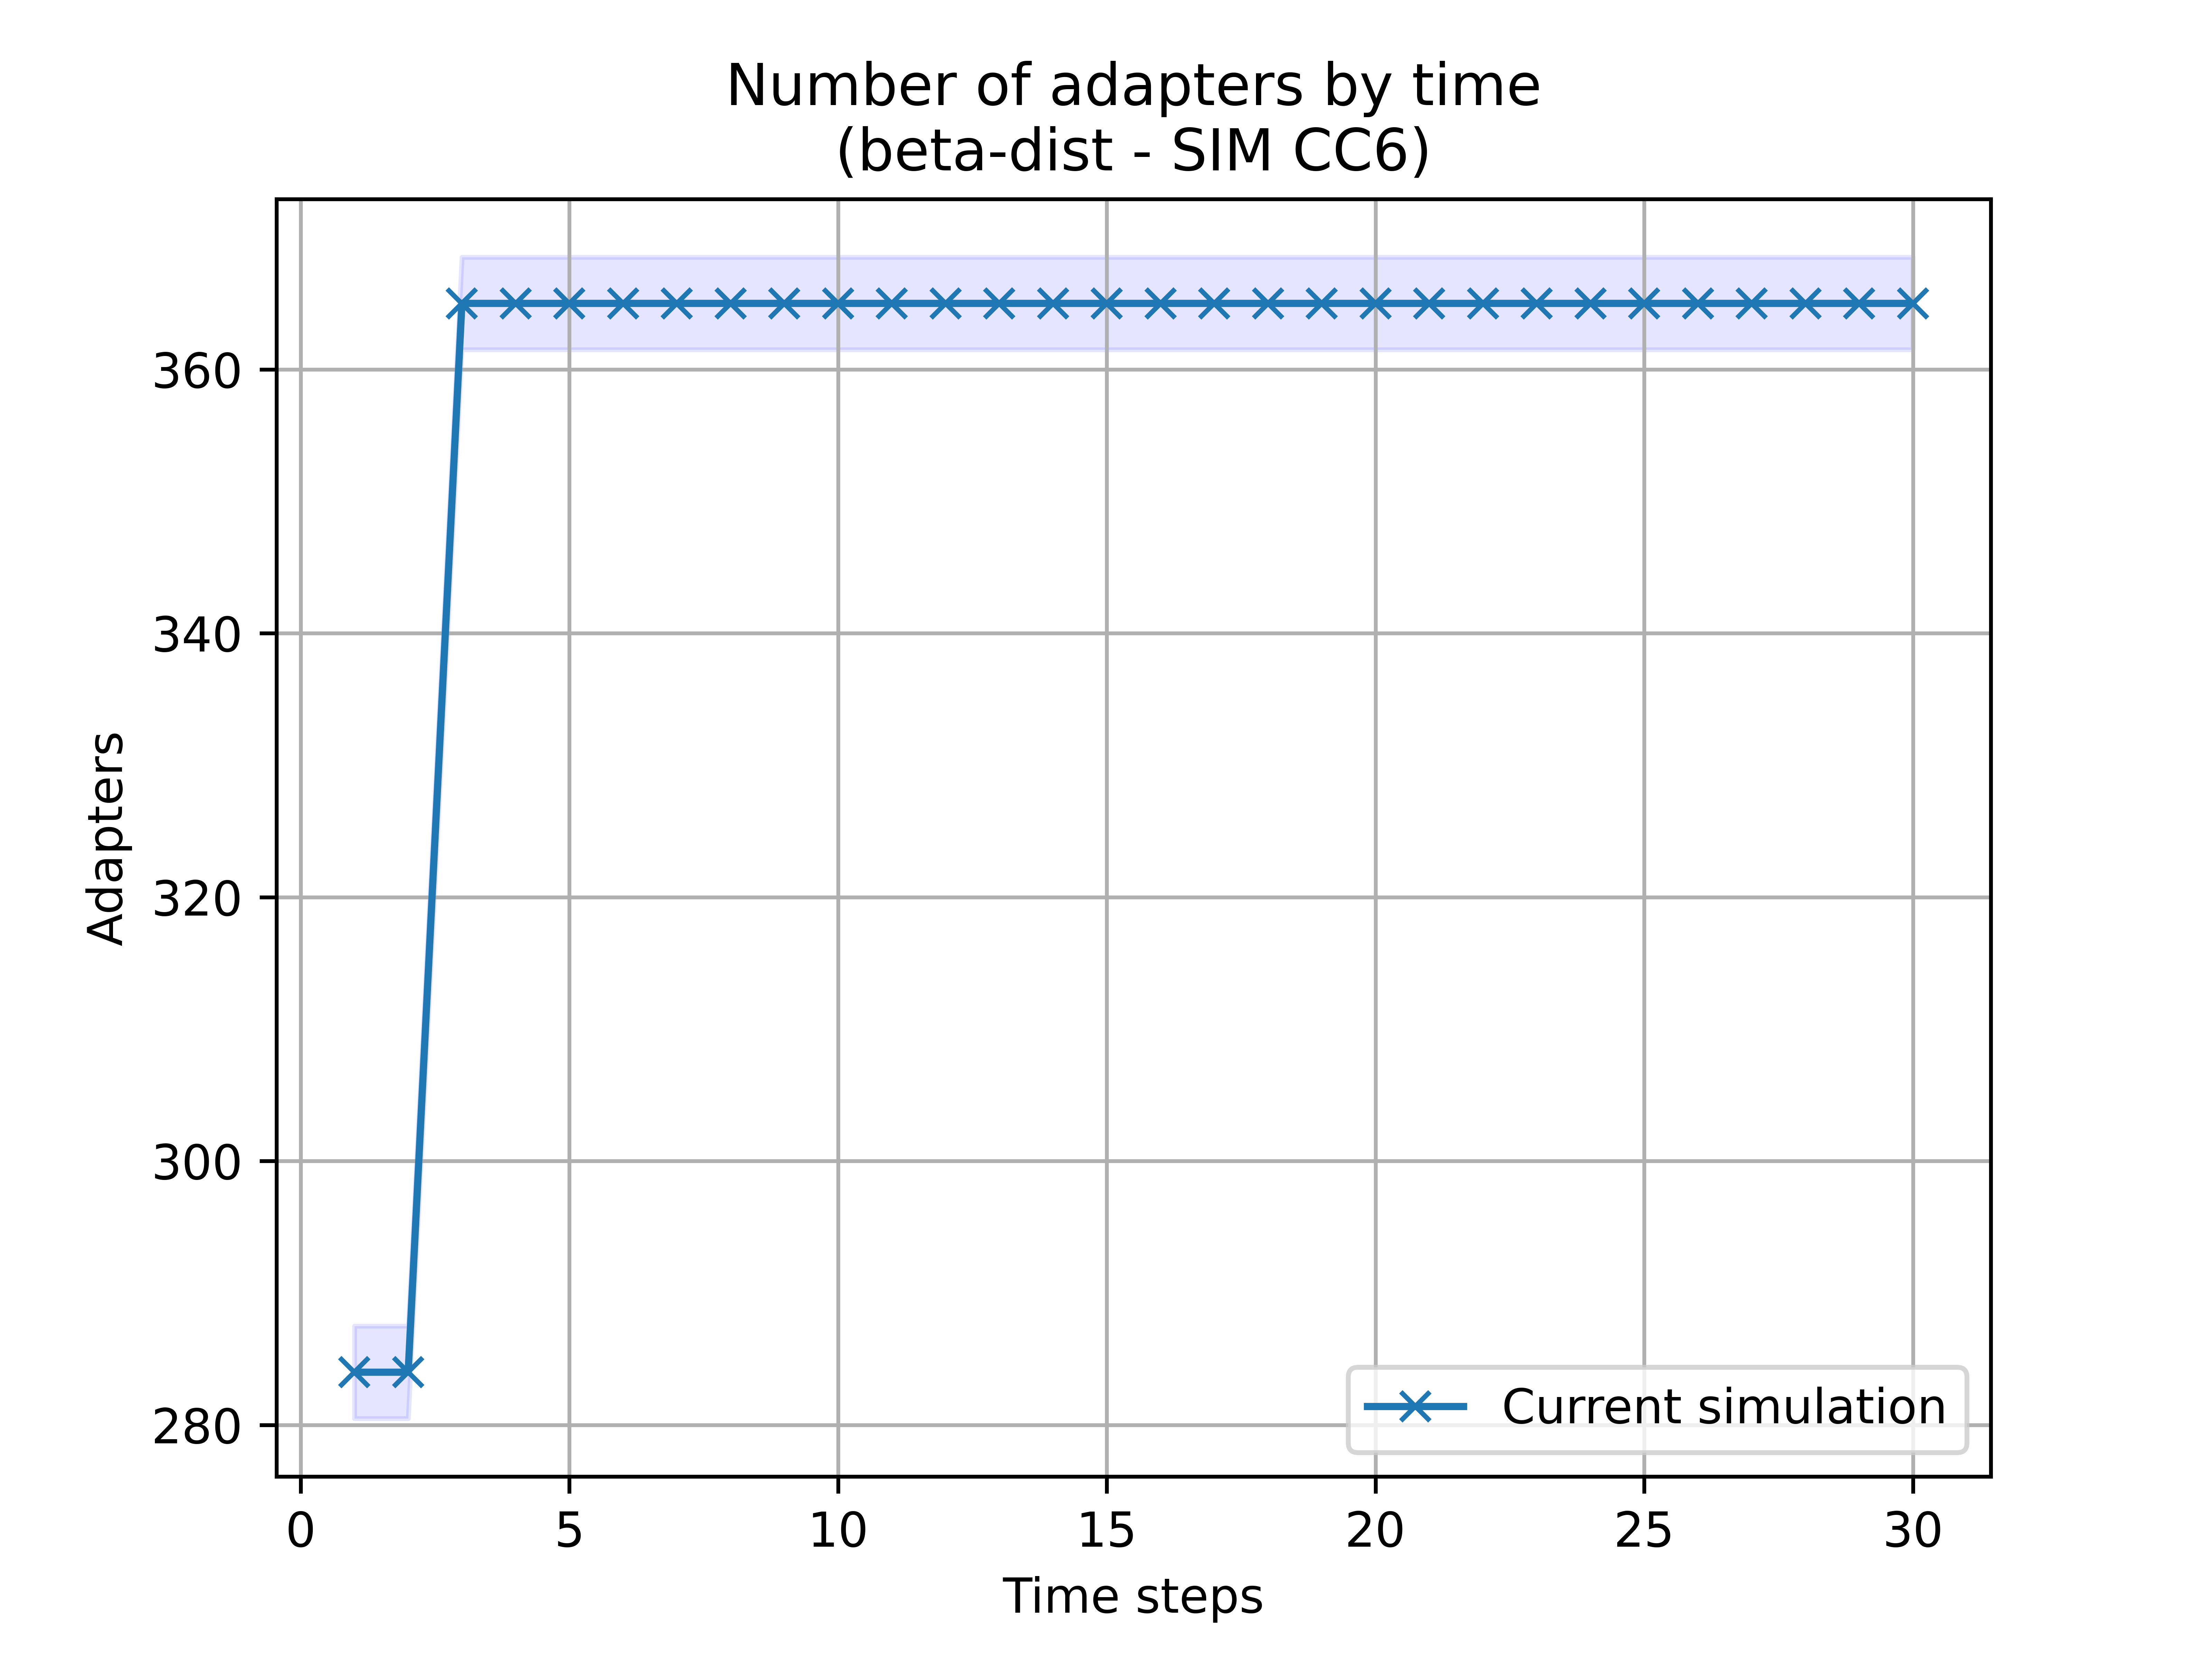 Number of adapters by time
(beta-dist - SIM CC6)
360
340
320
300
280
Adapters
0 5 10 15 20 25 30
Time steps
Current simulation